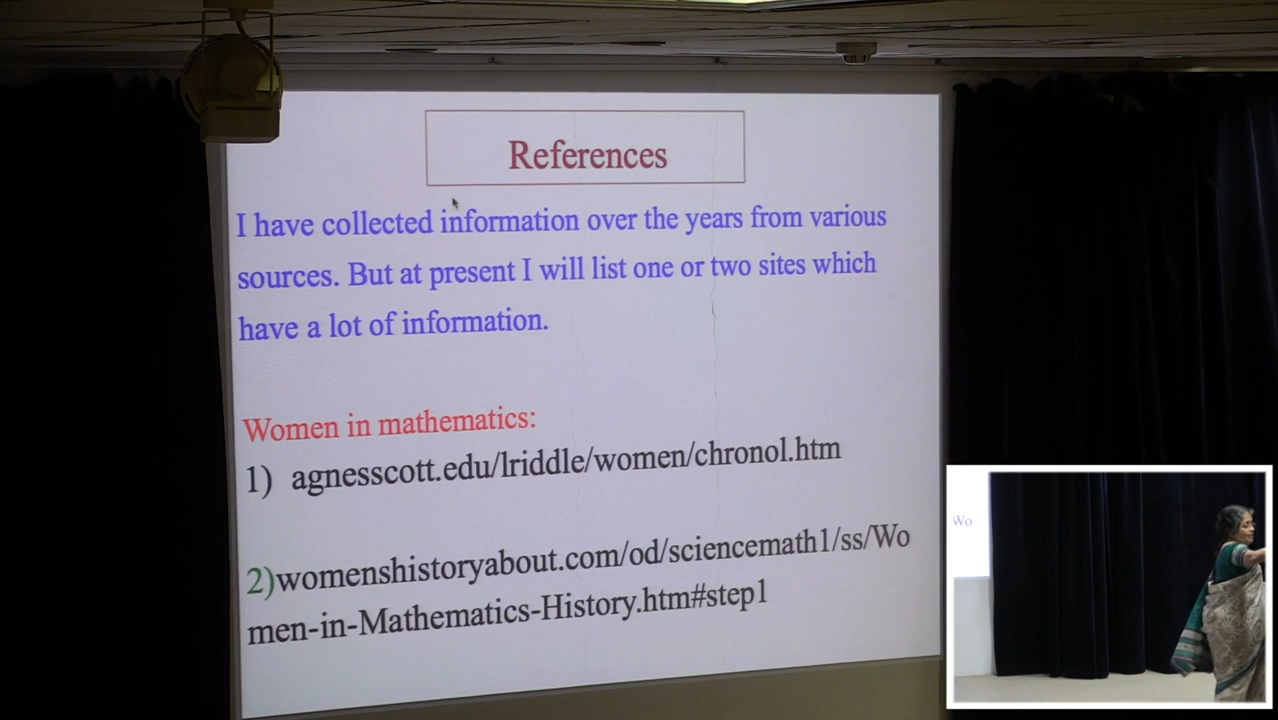 References
I have collected information over the years from various
sources. But at present I will list one or two sites which
have a lot of information.
Women in mathematics:
1) agnesscott.edu/lriddle/women/chronol.htm
2)womenshistoryabout.com/od/sciencemath1/ss/Wo
men-in-Mathematics-History.htm#step1
Wo